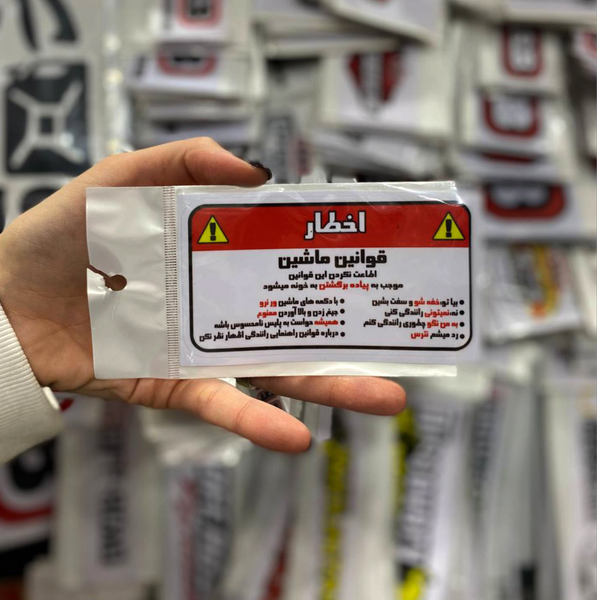 اخطار
قوانین ماشین
اطاعت نکردن این قوانین
موجب به پیاده برگشتن به خونه میشود
بیا تو،خفه شو و سفت بشین
نه،نمیتونی رانندگی کنی
به من نگو چطوری رانندگی کنم
رد میشم نترس
با دکمه های ماشین ور نرو
جیغ زدن و بالا آوردن ممنوم
همیشه حواست به پلیس نامحسوس باشه
درباره قوانین راهنمایی رانندگی اظهار نظر نکن